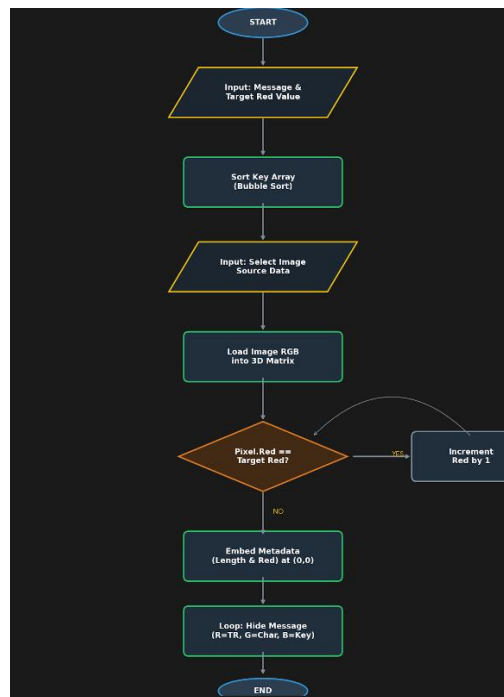 START
Input: Message &
Target Red Value
Sort Key Array
(Bubble Sort)
Input: Select Image
Source Data
Load Image RGB
into 3D Matrix
Pixel.Red ==
Target Red?
YES
Increment
Red by 1
NO
Embed Metadata
(Length & Red) at (0,0)
Loop: Hide Message
(R=TR, G=Char, B=Key)
END